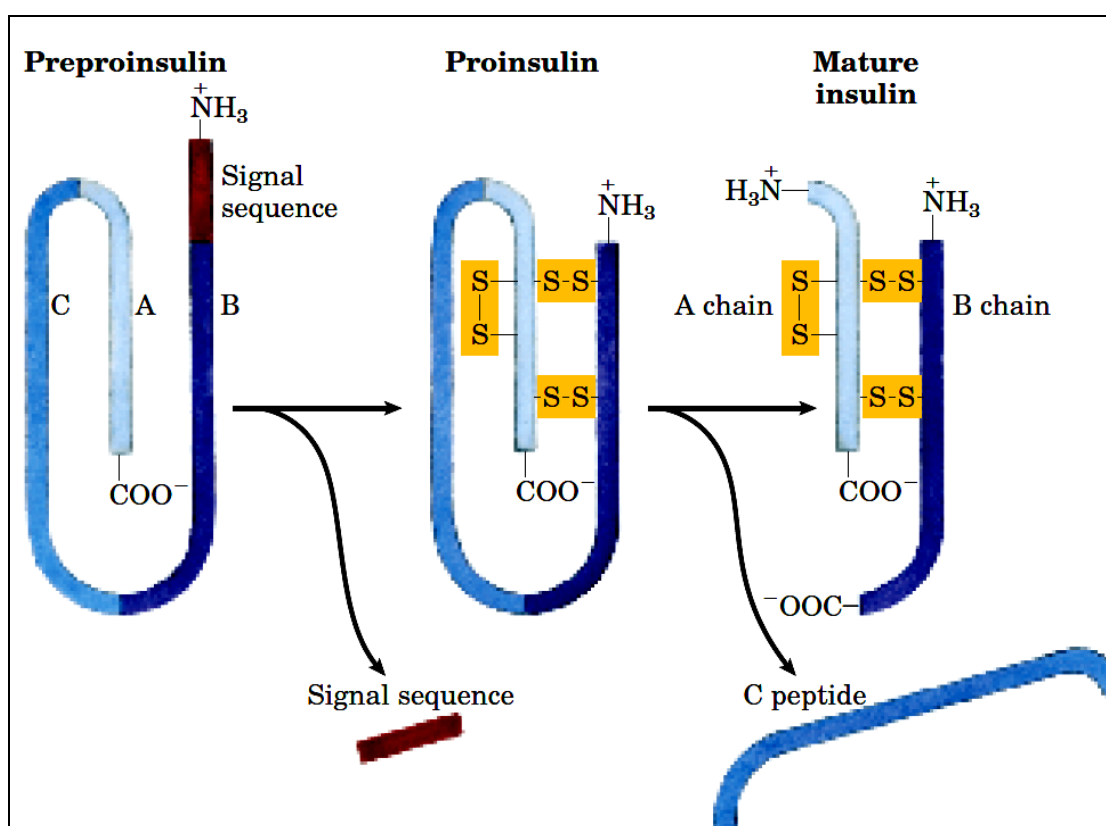 Preproinsulin
Proinsulin
Mature
insulin
+
NH3
Signal
sequence
C
A
B
COO−
+
NH3
S
S
S-S
S-S
COO−
+
H3N
+
NH3
A chain
S
S
S-S
S-S
B chain
COO−
−OOC
Signal sequence
C peptide